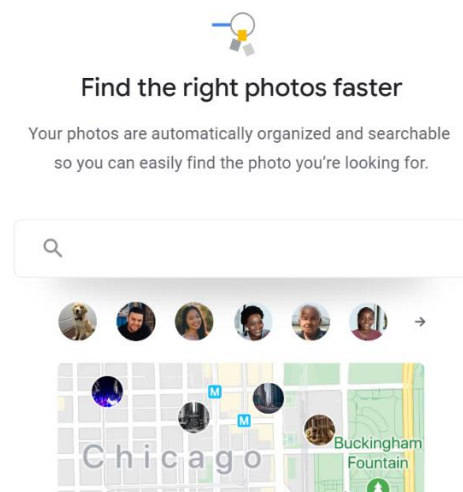 Find the right photos faster
Your photos are automatically organized and searchable
so you can easily find the photo you’re looking for.
M
M
Chicago
Buckingham
Fountain